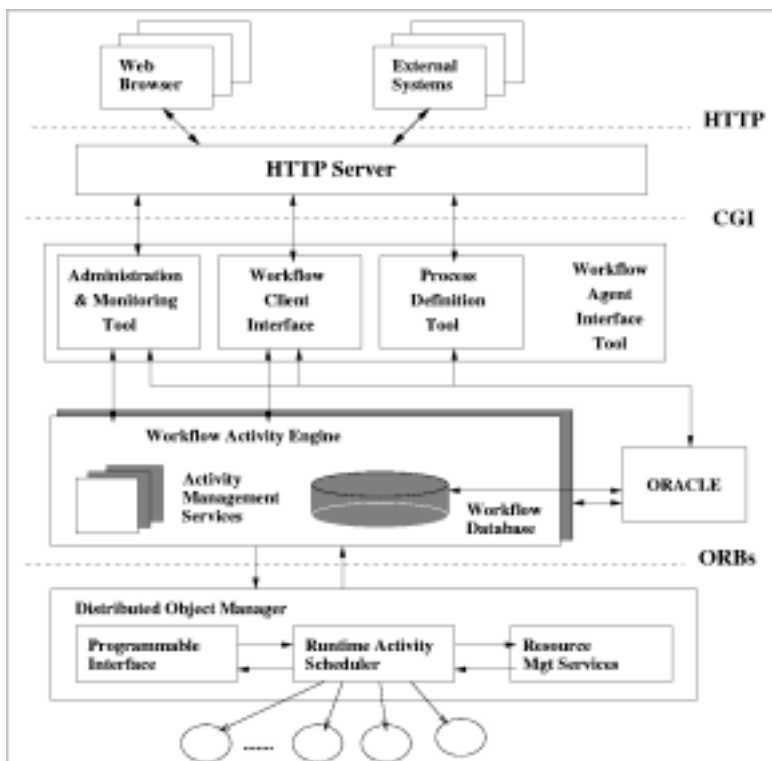 Web
Browser
External
Systems
HTTP
HTTP Server
CGI
Administration
& Monitoring
Tool
Workflow
Client
Interface
Process
Definition
Tool
Workflow
Agent
Interface
Tool
Workflow Activity Engine
Activity
Management
Services
Workflow
Database
ORACLE
ORBs
Distributed Object Manager
Programmable
Interface
Runtime Activity
Scheduler
Resource
Mgt Services